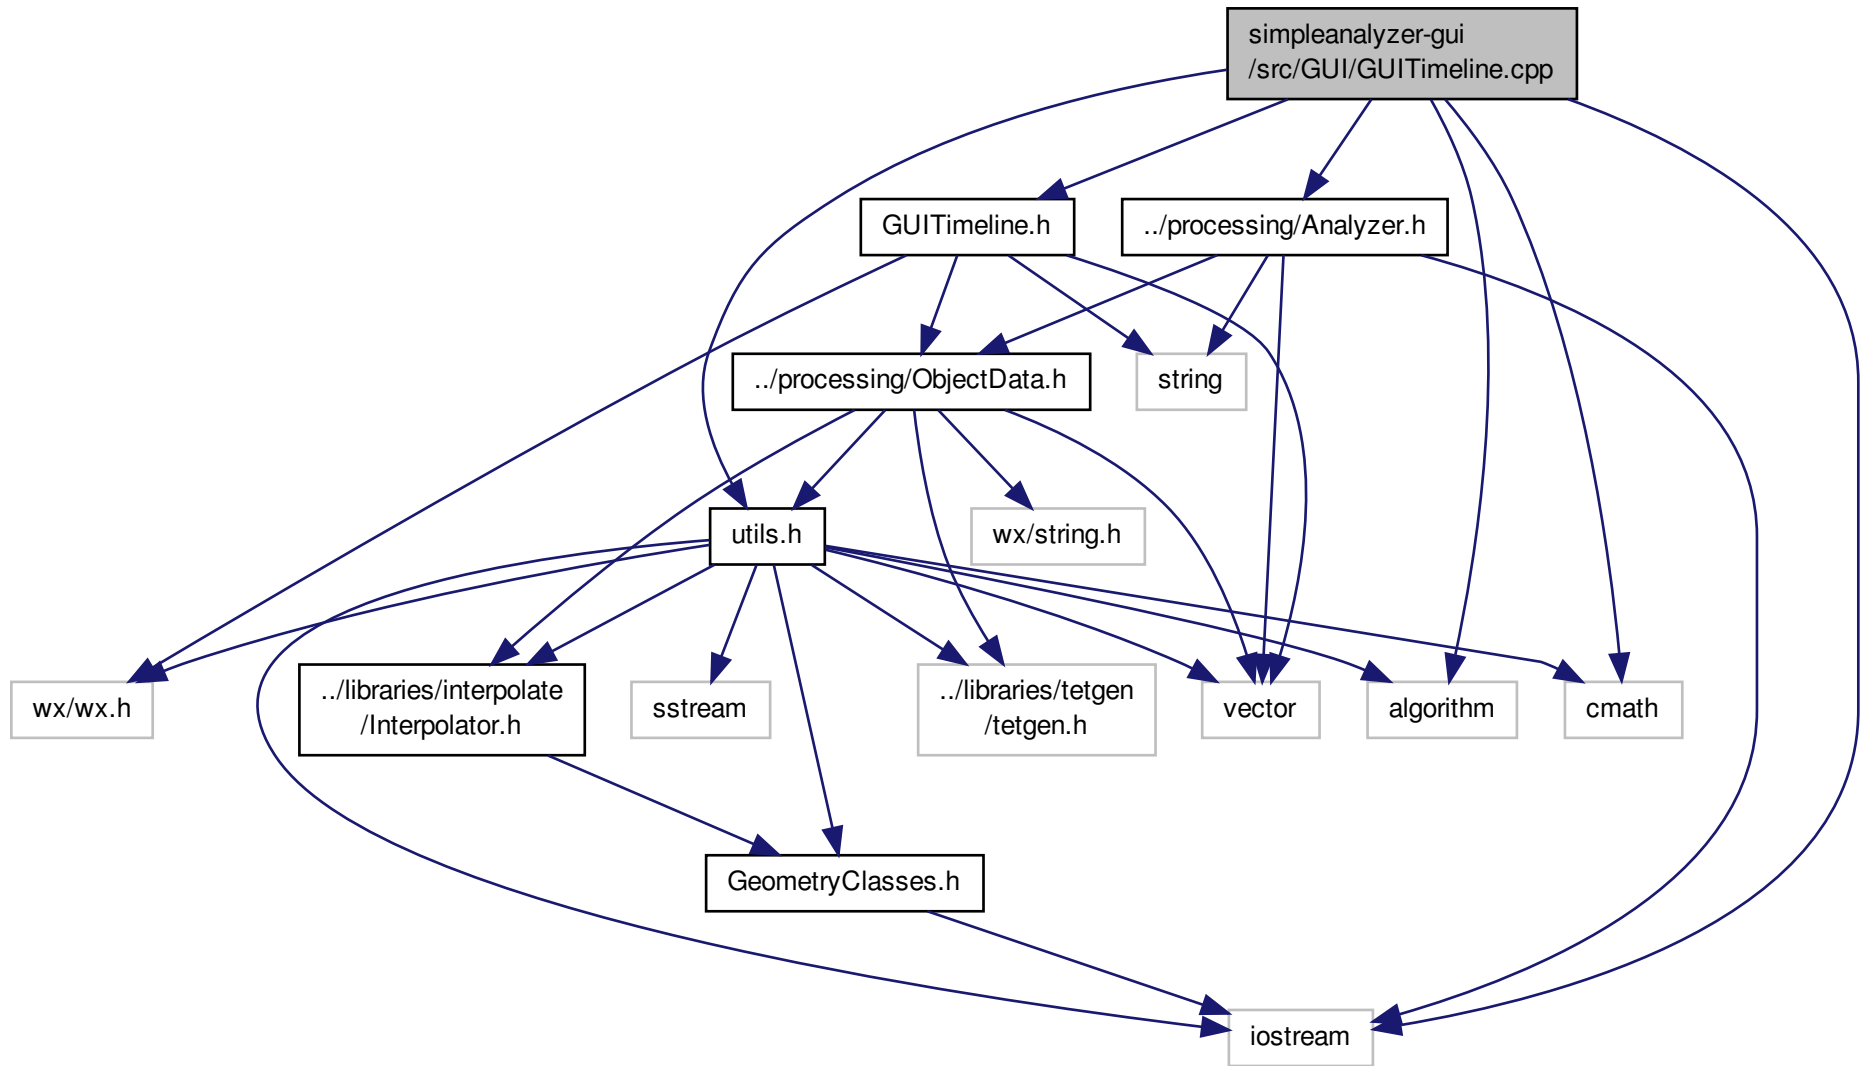 simpleanalyzer-gui
/src/GUI/GUITimeline.cpp
GUITimeline.h
../processing/Analyzer.h
../processing/ObjectData.h
string
utils.h
wx/string.h
wx/wx.h
../libraries/interpolate
/Interpolator.h
sstream
../libraries/tetgen
/tetgen.h
vector
algorithm
cmath
GeometryClasses.h
iostream